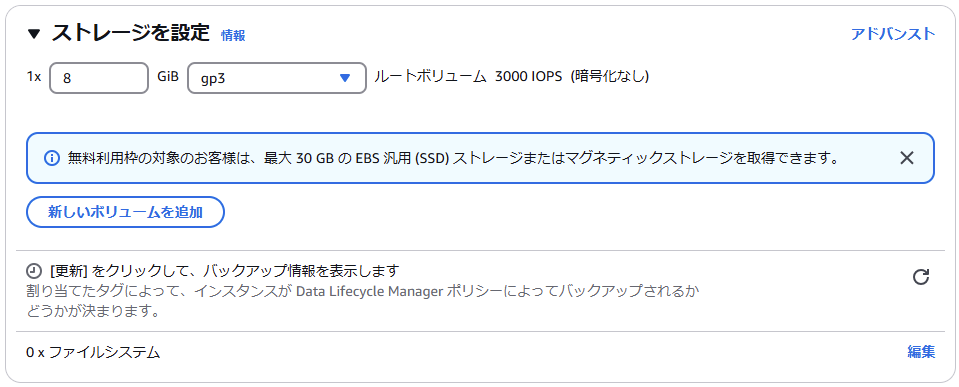 ▼ ストレージを設定 情報 アドバンスト
1x 8 GiB gp3 ルートボリューム 3000 IOPS (暗号化なし)
無料利用枠の対象のお客様は、最大 30 GB の EBS 汎用 (SSD) ストレージまたはマグネティックストレージを取得できます。
新しいボリュームを追加
[更新] をクリックして、バックアップ情報を表示します
割り当てたタグによって、インスタンスが Data Lifecycle Manager ポリシーによってバックアップされるか
どうかが決まります。
0 x ファイルシステム 編集